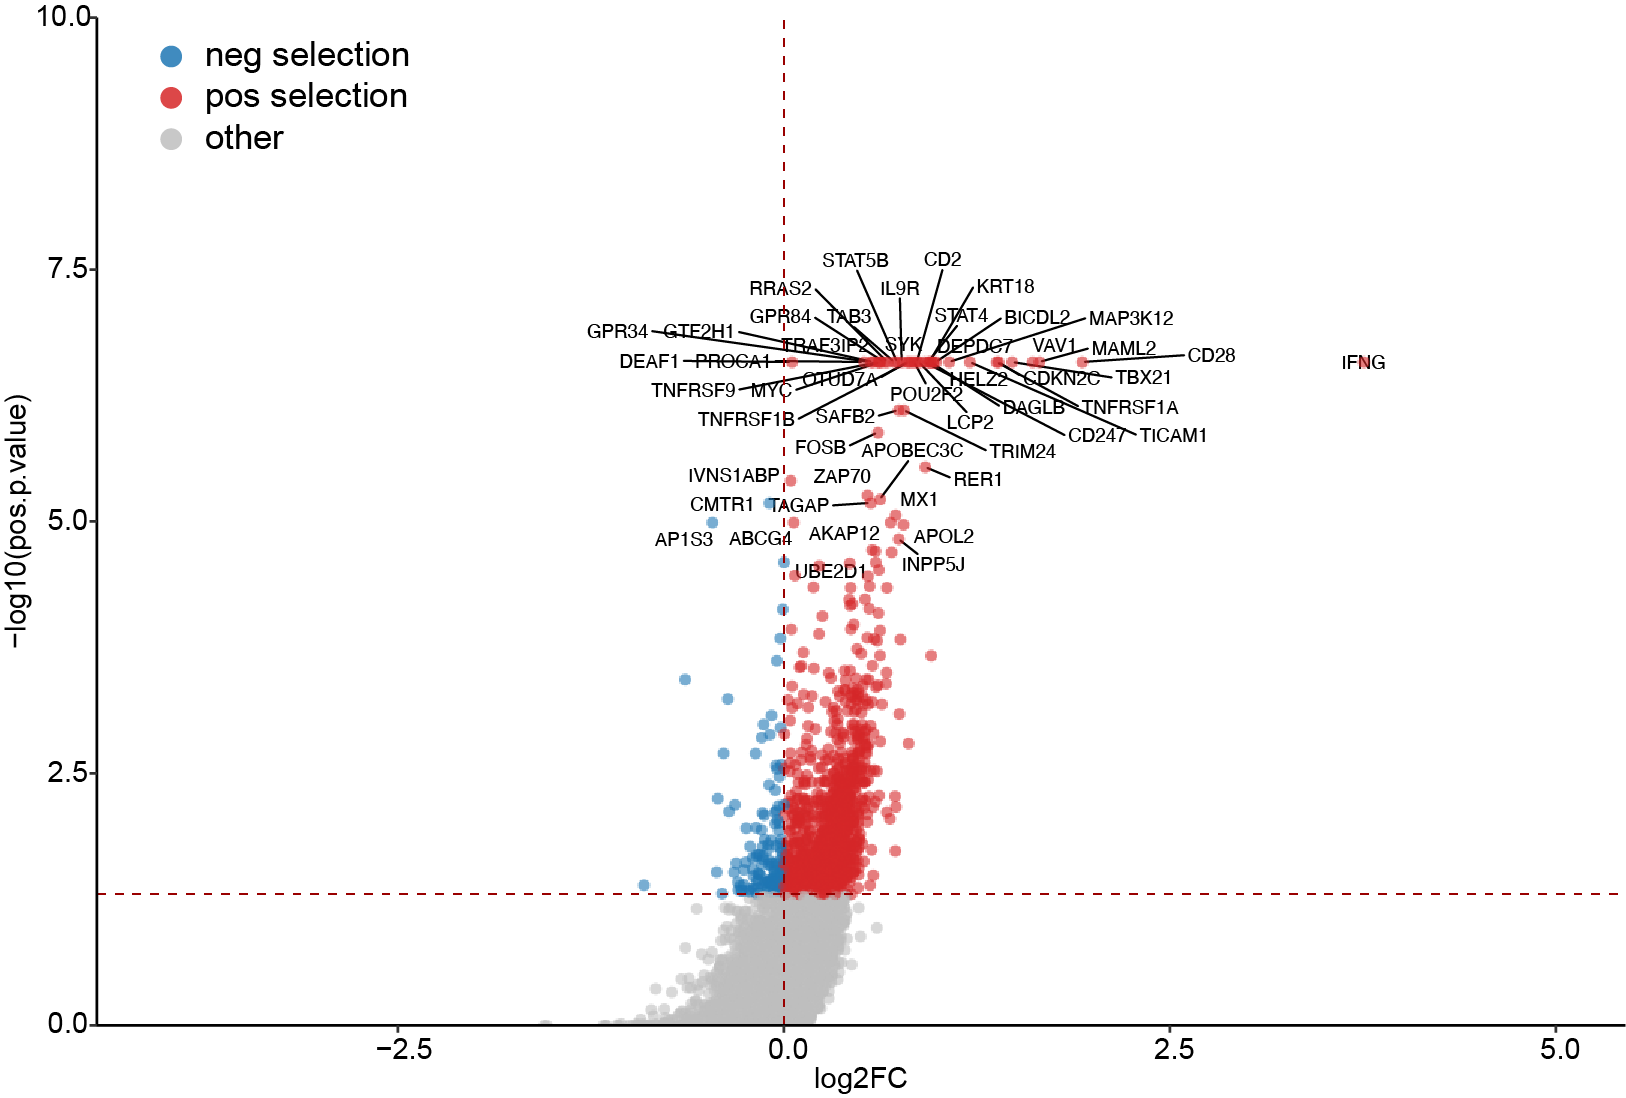 10.0
neg selection
pos selection
other
7.5
5.0
2.5
0.0
−log10(pos.p.value)
STAT5B
CD2
RRAS2
IL9R
KRT18
GPR84
TAB3
STAT4
BICDL2
MAP3K12
GPR34
GTF2H1
TRAF3IP2
SYK
DEPDC7
VAV1
MAML2
CD28
DEAF1
PROCA1
IFNG
TNFRSF9
MYC
OTUD7A
HELZ2
CDKN2C
TBX21
POU2F2
DAGLB
TNFRSF1A
TNFRSF1B
SAFB2
LCP2
CD247
TICAM1
FOSB
APOBEC3C
TRIM24
IVNS1ABP
ZAP70
RER1
CMTR1
TAGAP
MX1
AP1S3
ABCG4
AKAP12
APOL2
UBE2D1
INPP5J
−2.5
0.0
2.5
5.0
log2FC